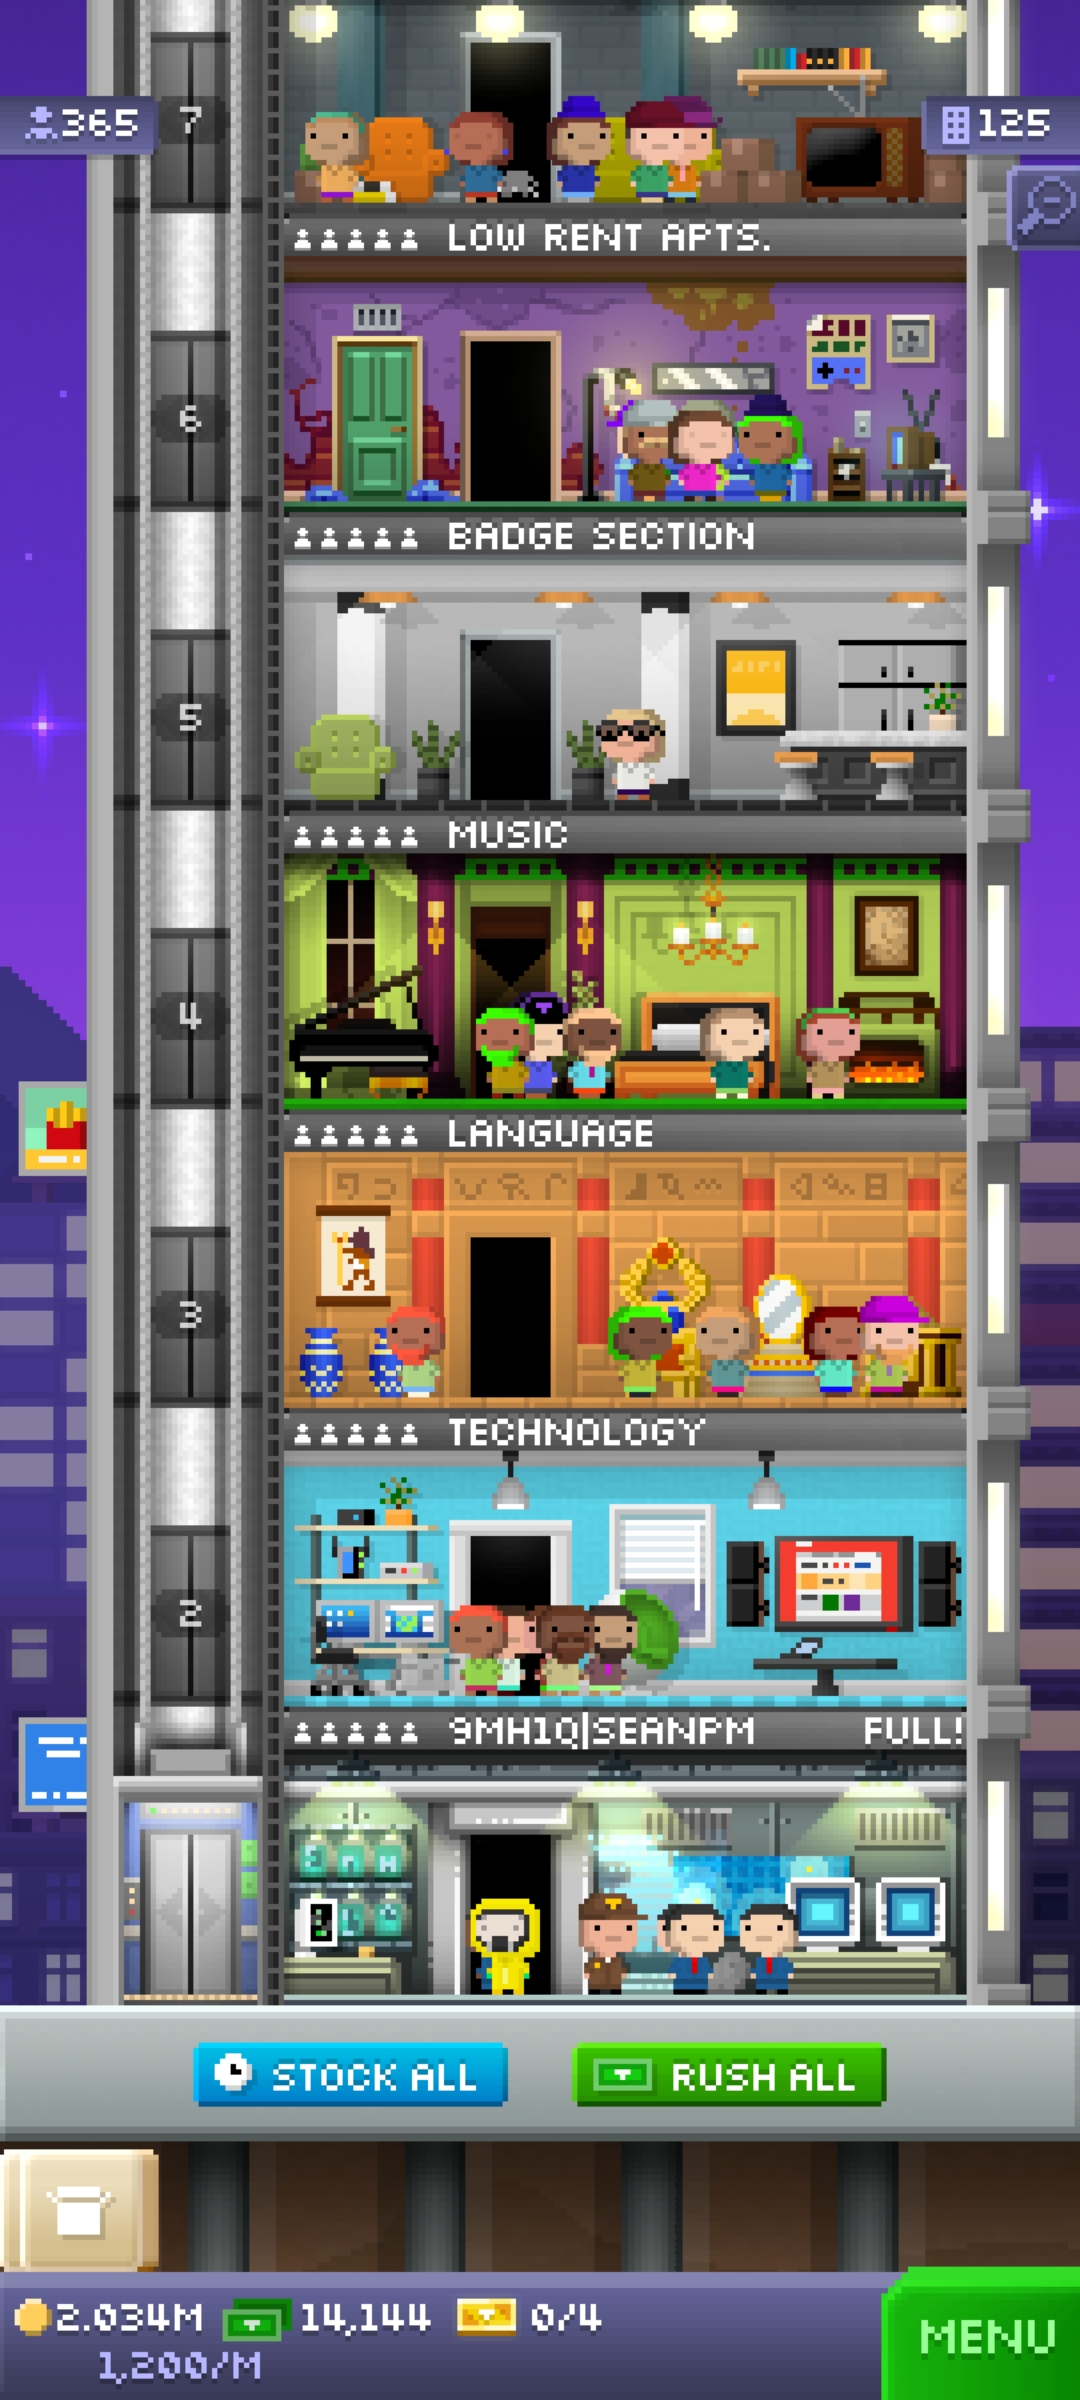 7
365
125
LOW RENT APTS.
6
BADGE SECTION
5
MUSIC
4
LANGUAGE
3
TECHNOLOGY
2
9MH1Q|SEANPM FULL!
STOCK ALL
RUSH ALL
2.034M 14,144 0/4
1,200/M
MENU